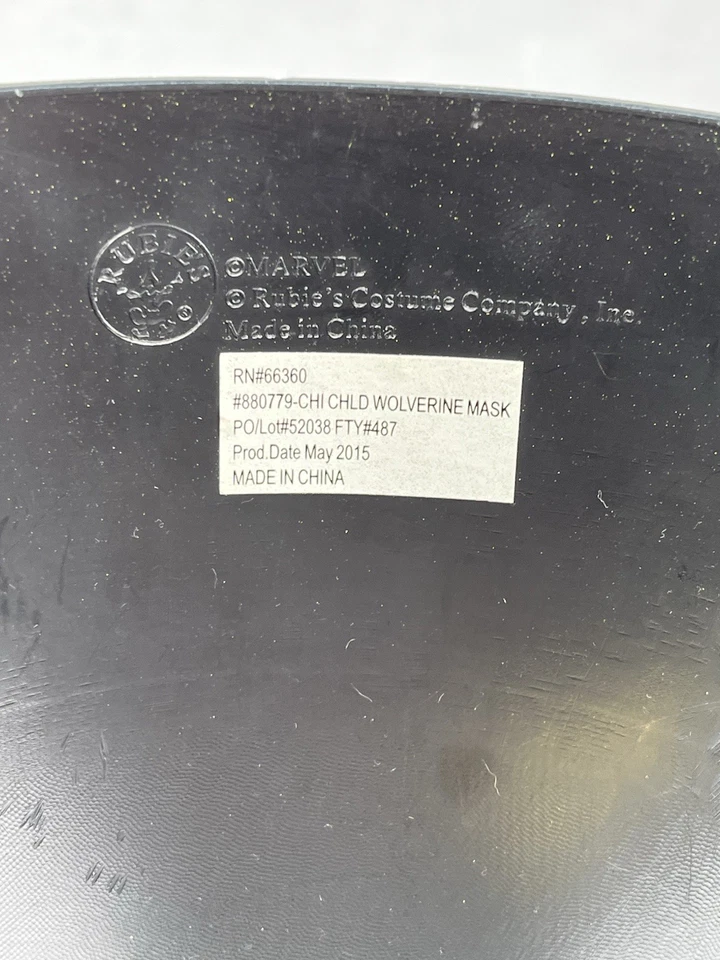 RUBIE'S
®
©MARVEL
© Rubie's Costume Company, Inc.
Made in China
RN#66360
#880779-CHI CHLD WOLVERINE MASK
PO/Lot#52038 FTY#487
Prod.Date May 2015
MADE IN CHINA